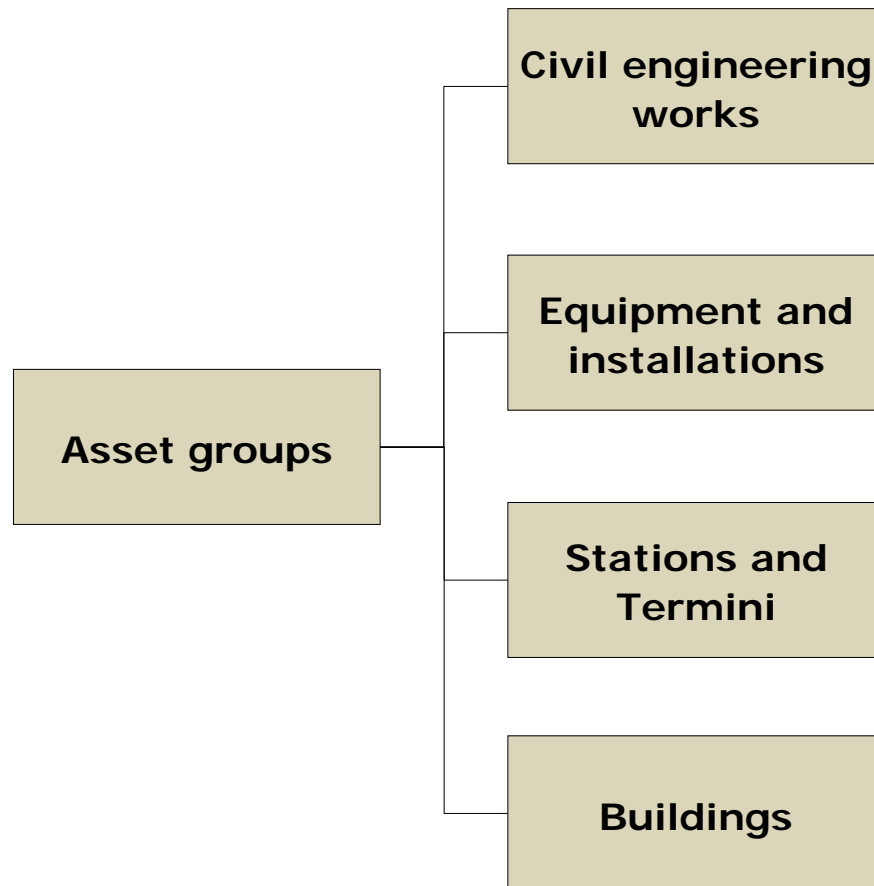 Civil engineering
works
Equipment and
installations
Asset groups
Stations and
Termini
Buildings